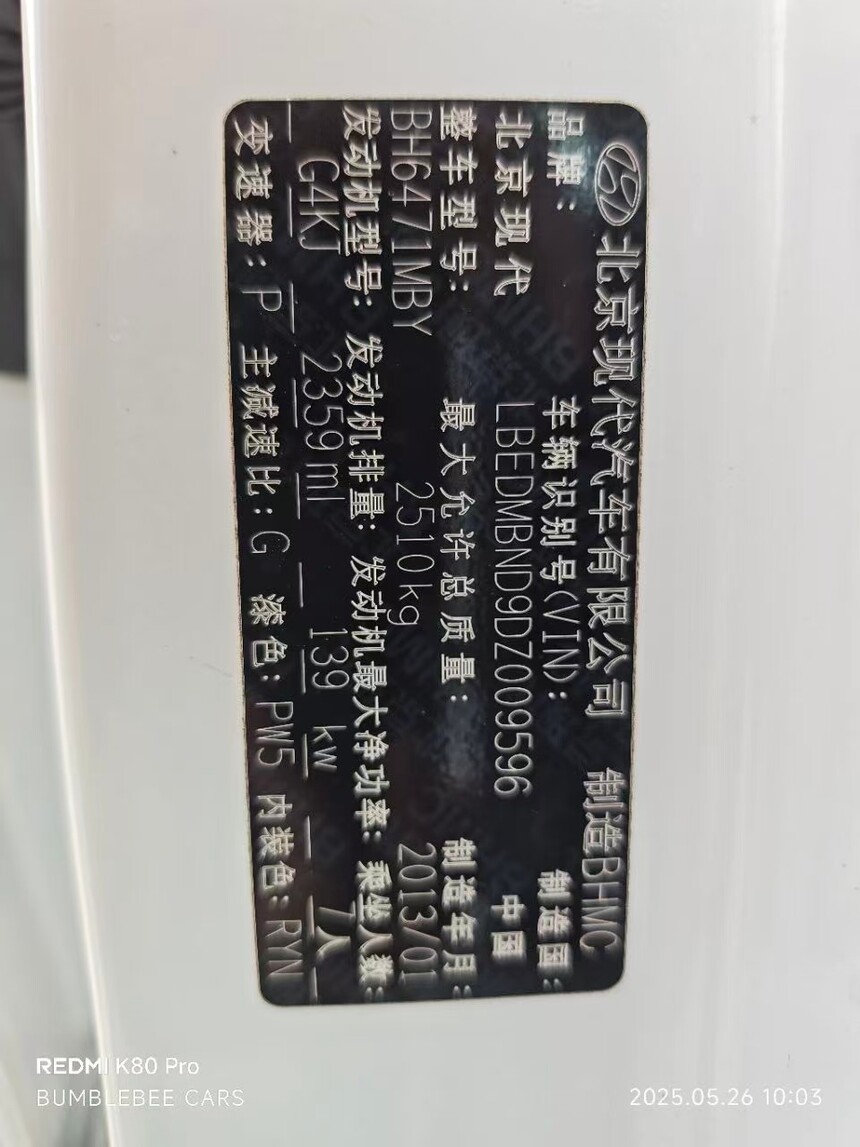 北京现代汽车有限公司 制造BHMC
品牌： 车辆识别号(VIN)： 制造国：
北京现代 LBEDMBND9DZ009596 中国
整车型号： 最大允许总质量： 制造年月：
BH6471MBY 2510kg 2013/01
发动机型号： 发动机排量： 发动机最大净功率： 乘坐人数：
G4KJ 2359ml 139 kw 7人
变速器：P 主减速比：G 漆色：PW5 内装色：RYN
REDMI K80 Pro
BUMBLEBEE CARS
2025.05.26 10:03